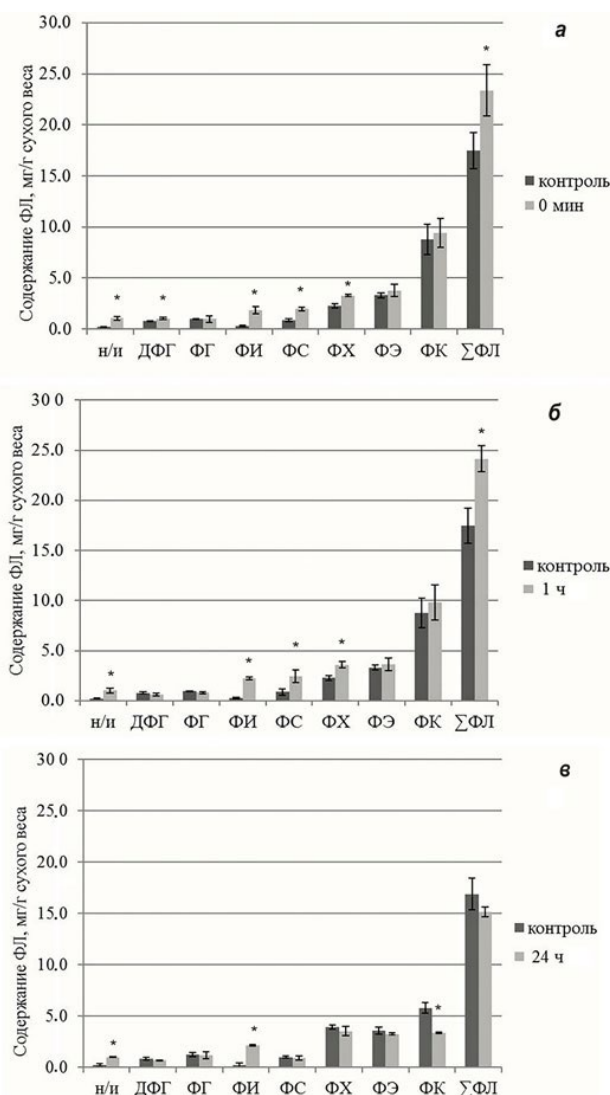 а
Содержание ФЛ, мг/г сухого веса
30.0
25.0
20.0
15.0
10.0
5.0
0.0
* * * * * *
контроль
0 мин
н/и ДФГ ФГ ФИ ФС ФХ ФЭ ФК ∑ФЛ
б
Содержание ФЛ, мг/г сухого веса
30.0
25.0
20.0
15.0
10.0
5.0
0.0
* * * * *
контроль
1 ч
н/и ДФГ ФГ ФИ ФС ФХ ФЭ ФК ∑ФЛ
в
Содержание ФЛ, мг/г сухого веса
30.0
25.0
20.0
15.0
10.0
5.0
0.0
* * *
контроль
24 ч
н/и ДФГ ФГ ФИ ФС ФХ ФЭ ФК ∑ФЛ